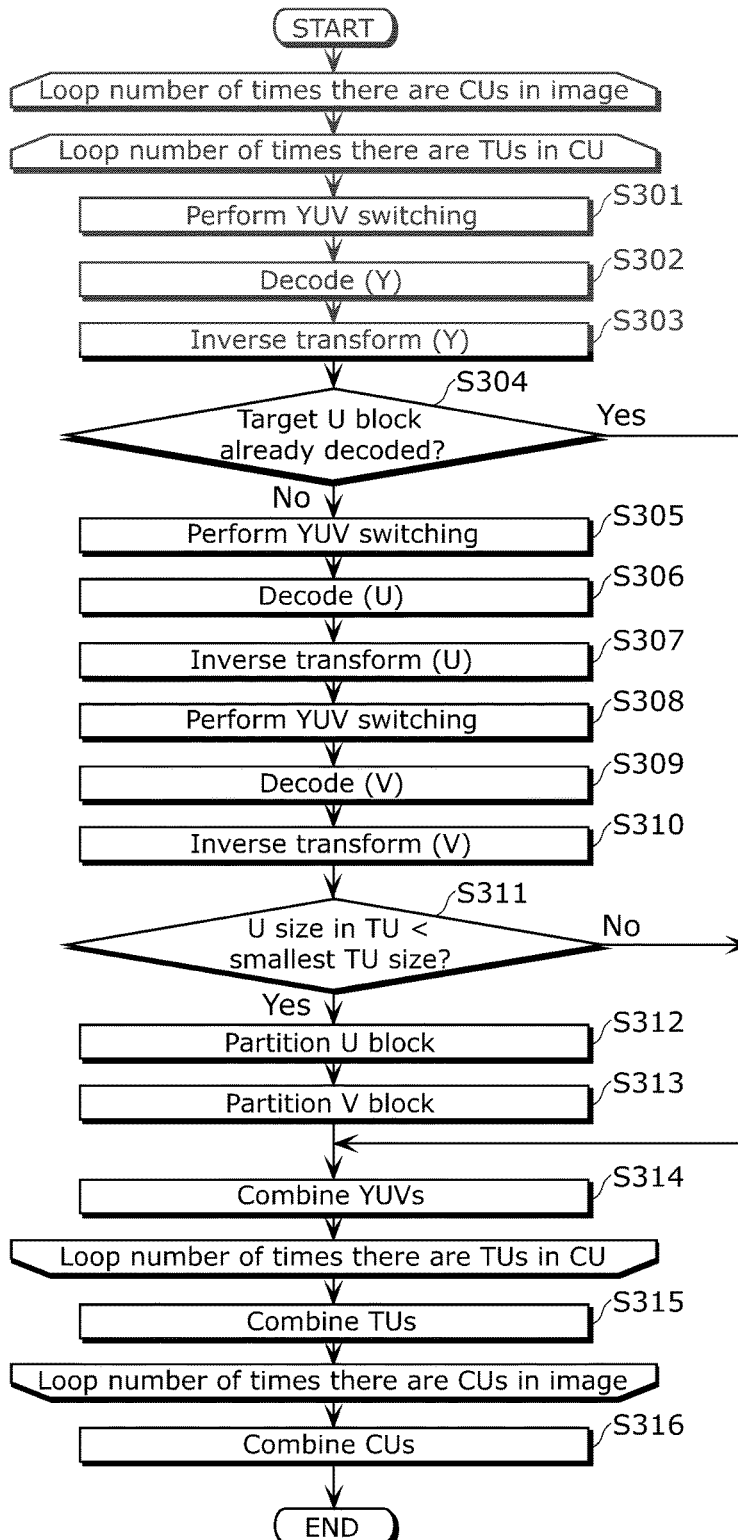 START
Loop number of times there are CUs in image
Loop number of times there are TUs in CU
S301
Perform YUV switching
S302
Decode (Y)
S303
Inverse transform (Y)
S304
Target U block
already decoded?
Yes
No
S305
Perform YUV switching
S306
Decode (U)
S307
Inverse transform (U)
S308
Perform YUV switching
S309
Decode (V)
S310
Inverse transform (V)
S311
U size in TU <
smallest TU size?
No
Yes
S312
Partition U block
S313
Partition V block
S314
Combine YUVs
Loop number of times there are TUs in CU
S315
Combine TUs
Loop number of times there are CUs in image
S316
Combine CUs
END